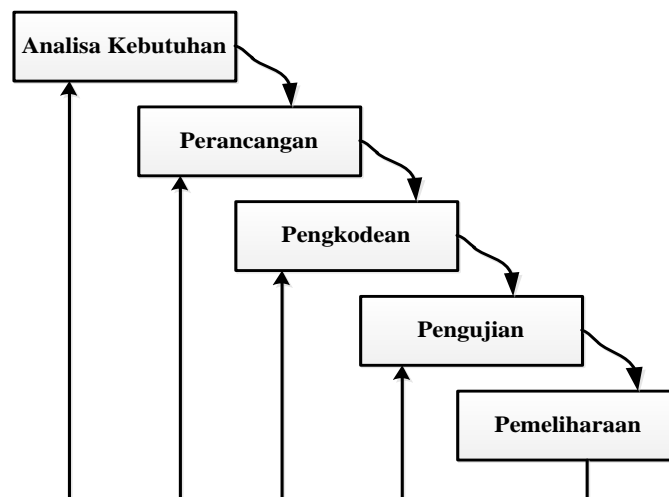 Analisa Kebutuhan
Perancangan
Pengkodean
Pengujian
Pemeliharaan